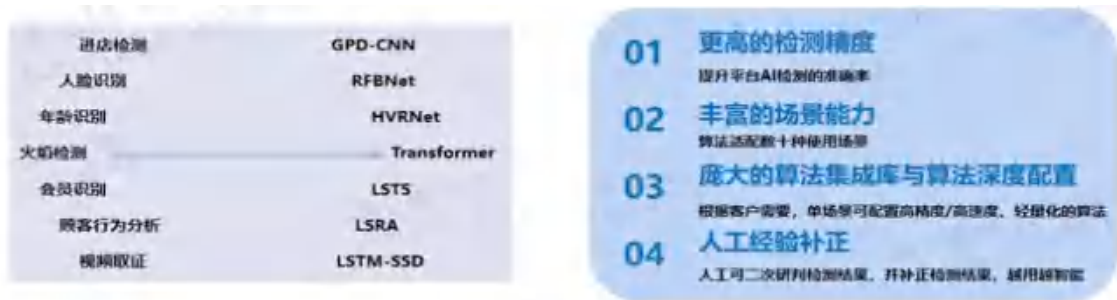 进店检测 GPD-CNN
人脸识别 RFBNet
年龄识别 HVRNet
火焰检测 Transformer
会员识别 LSTS
顾客行为分析 LSRA
视频取证 LSTM-SSD
01 更高的检测精度
提升平台AI检测的准确率
02 丰富的场景能力
算法适配数十种使用场景
03 庞大的算法集成库与算法深度配置
根据客户需要，单场景可配置高精度/高速度、轻量化的算法
04 人工经验补正
人工可二次研判检测结果，并补正检测结果，越用越智能